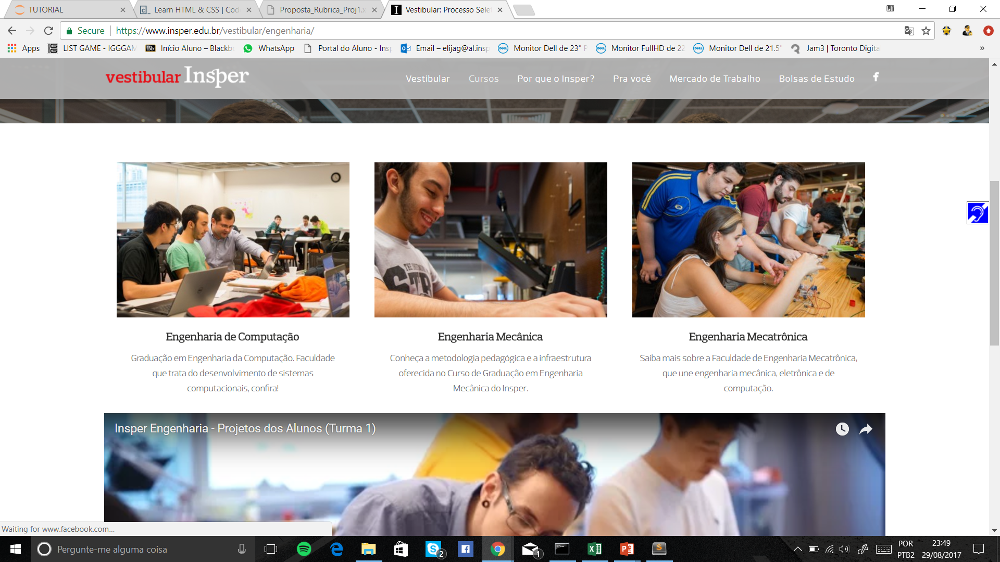 TUTORIAL
Learn HTML & CSS | Cod
Proposta_Rubrica_Proj1.x
Vestibular: Processo Sele
Secure
https://www.insper.edu.br/vestibular/engenharia/
Apps
LIST GAME - IGGGAM
Início Aluno – Blackb
WhatsApp
Portal do Aluno - Ins
Email – elijag@al.insp
Monitor Dell de 23" P
Monitor FullHD de 22
Monitor Dell de 21.5"
Jam3 | Toronto Digita
vestibular Insper
Vestibular
Cursos
Por que o Insper?
Pra você
Mercado de Trabalho
Bolsas de Estudo
Engenharia de Computação
Graduação em Engenharia da Computação. Faculdade
que trata do desenvolvimento de sistemas
computacionais, confira!
Engenharia Mecânica
Conheça a metodologia pedagógica e a infraestrutura
oferecida no Curso de Graduação em Engenharia
Mecânica do Insper.
Engenharia Mecatrônica
Saiba mais sobre a Faculdade de Engenharia Mecatrônica,
que une engenharia mecânica, eletrônica e de
computação.
Insper Engenharia - Projetos dos Alunos (Turma 1)
Waiting for www.facebook.com...
Pergunte-me alguma coisa
2
1
POR
PTB2
23:49
29/08/2017